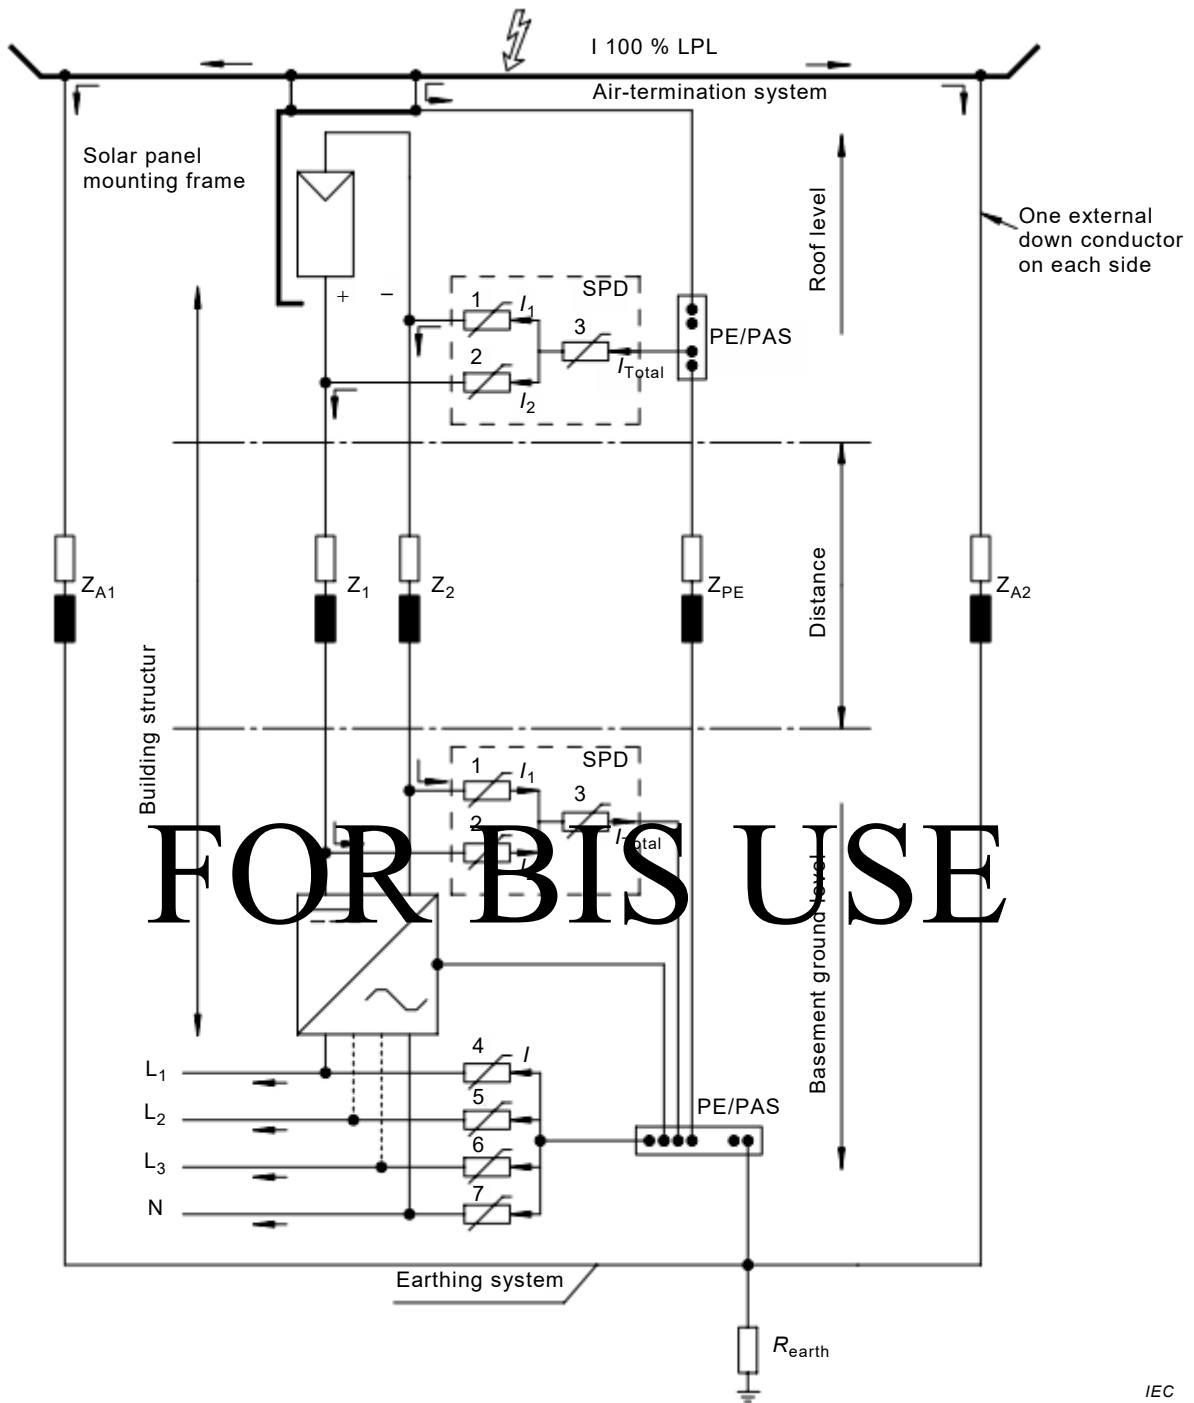 I 100 % LPL
Air-termination system
Solar panel
mounting frame
One external
down conductor
on each side
Roof level
+ −
SPD
1 I1
3
PE/PAS
2
ITotal
I2
ZA1
Z1
Z2
ZPE
ZA2
Distance
Building structur
SPD
1 I1
3
2
ITotal
FOR BIS USE
Basement ground level
L1
4 I
L2
5
PE/PAS
L3
6
N
7
Earthing system
Rearth
IEC